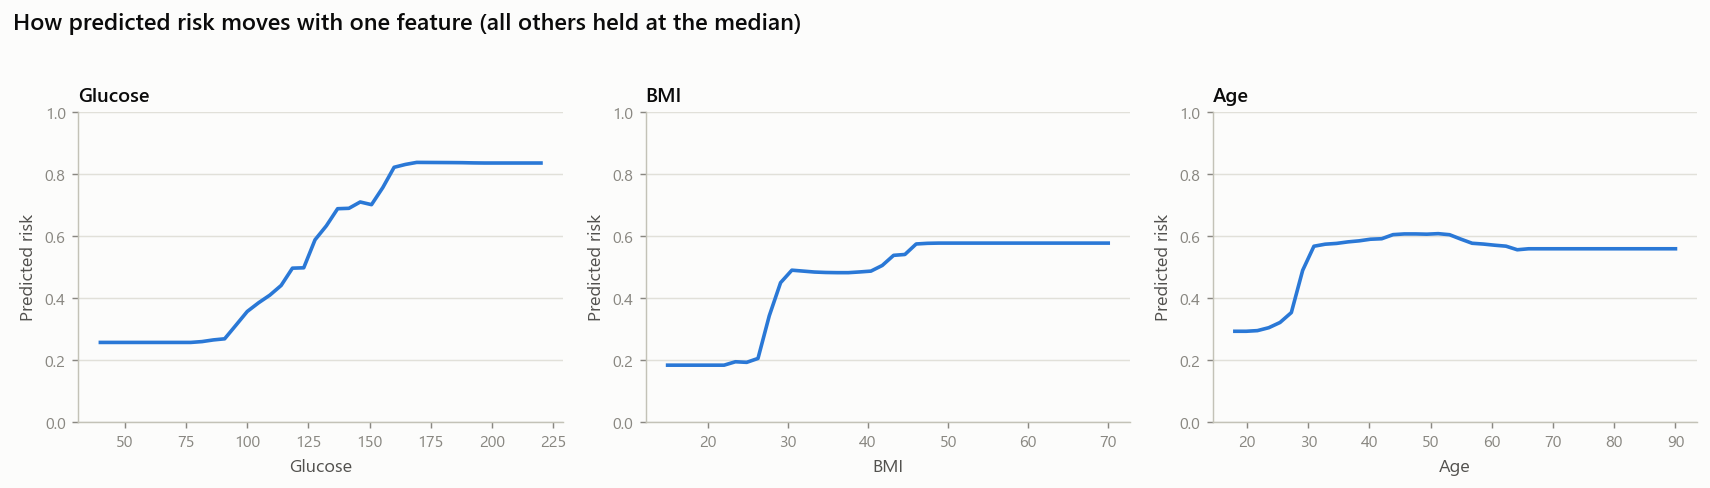 How predicted risk moves with one feature (all others held at the median)
Glucose
1.0
0.8
0.6
0.4
0.2
0.0
Predicted risk
50 75 100 125 150 175 200 225
Glucose
BMI
1.0
0.8
0.6
0.4
0.2
0.0
Predicted risk
20 30 40 50 60 70
BMI
Age
1.0
0.8
0.6
0.4
0.2
0.0
Predicted risk
20 30 40 50 60 70 80 90
Age